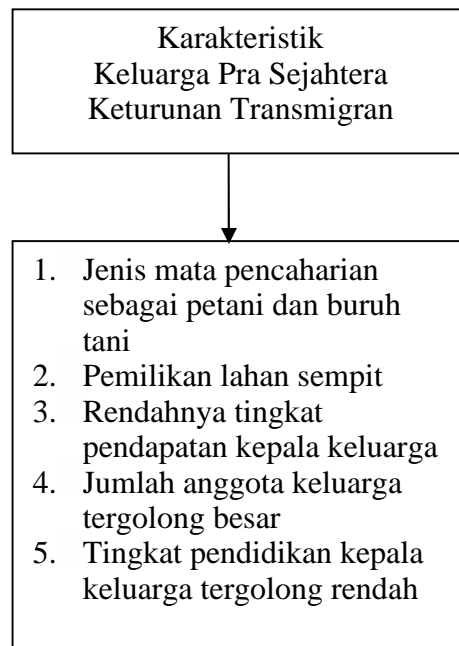 Karakteristik
Keluarga Pra Sejahtera
Keturunan Transmigran
1. Jenis mata pencaharian
sebagai petani dan buruh
tani
2. Pemilikan lahan sempit
3. Rendahnya tingkat
pendapatan kepala keluarga
4. Jumlah anggota keluarga
tergolong besar
5. Tingkat pendidikan kepala
keluarga tergolong rendah